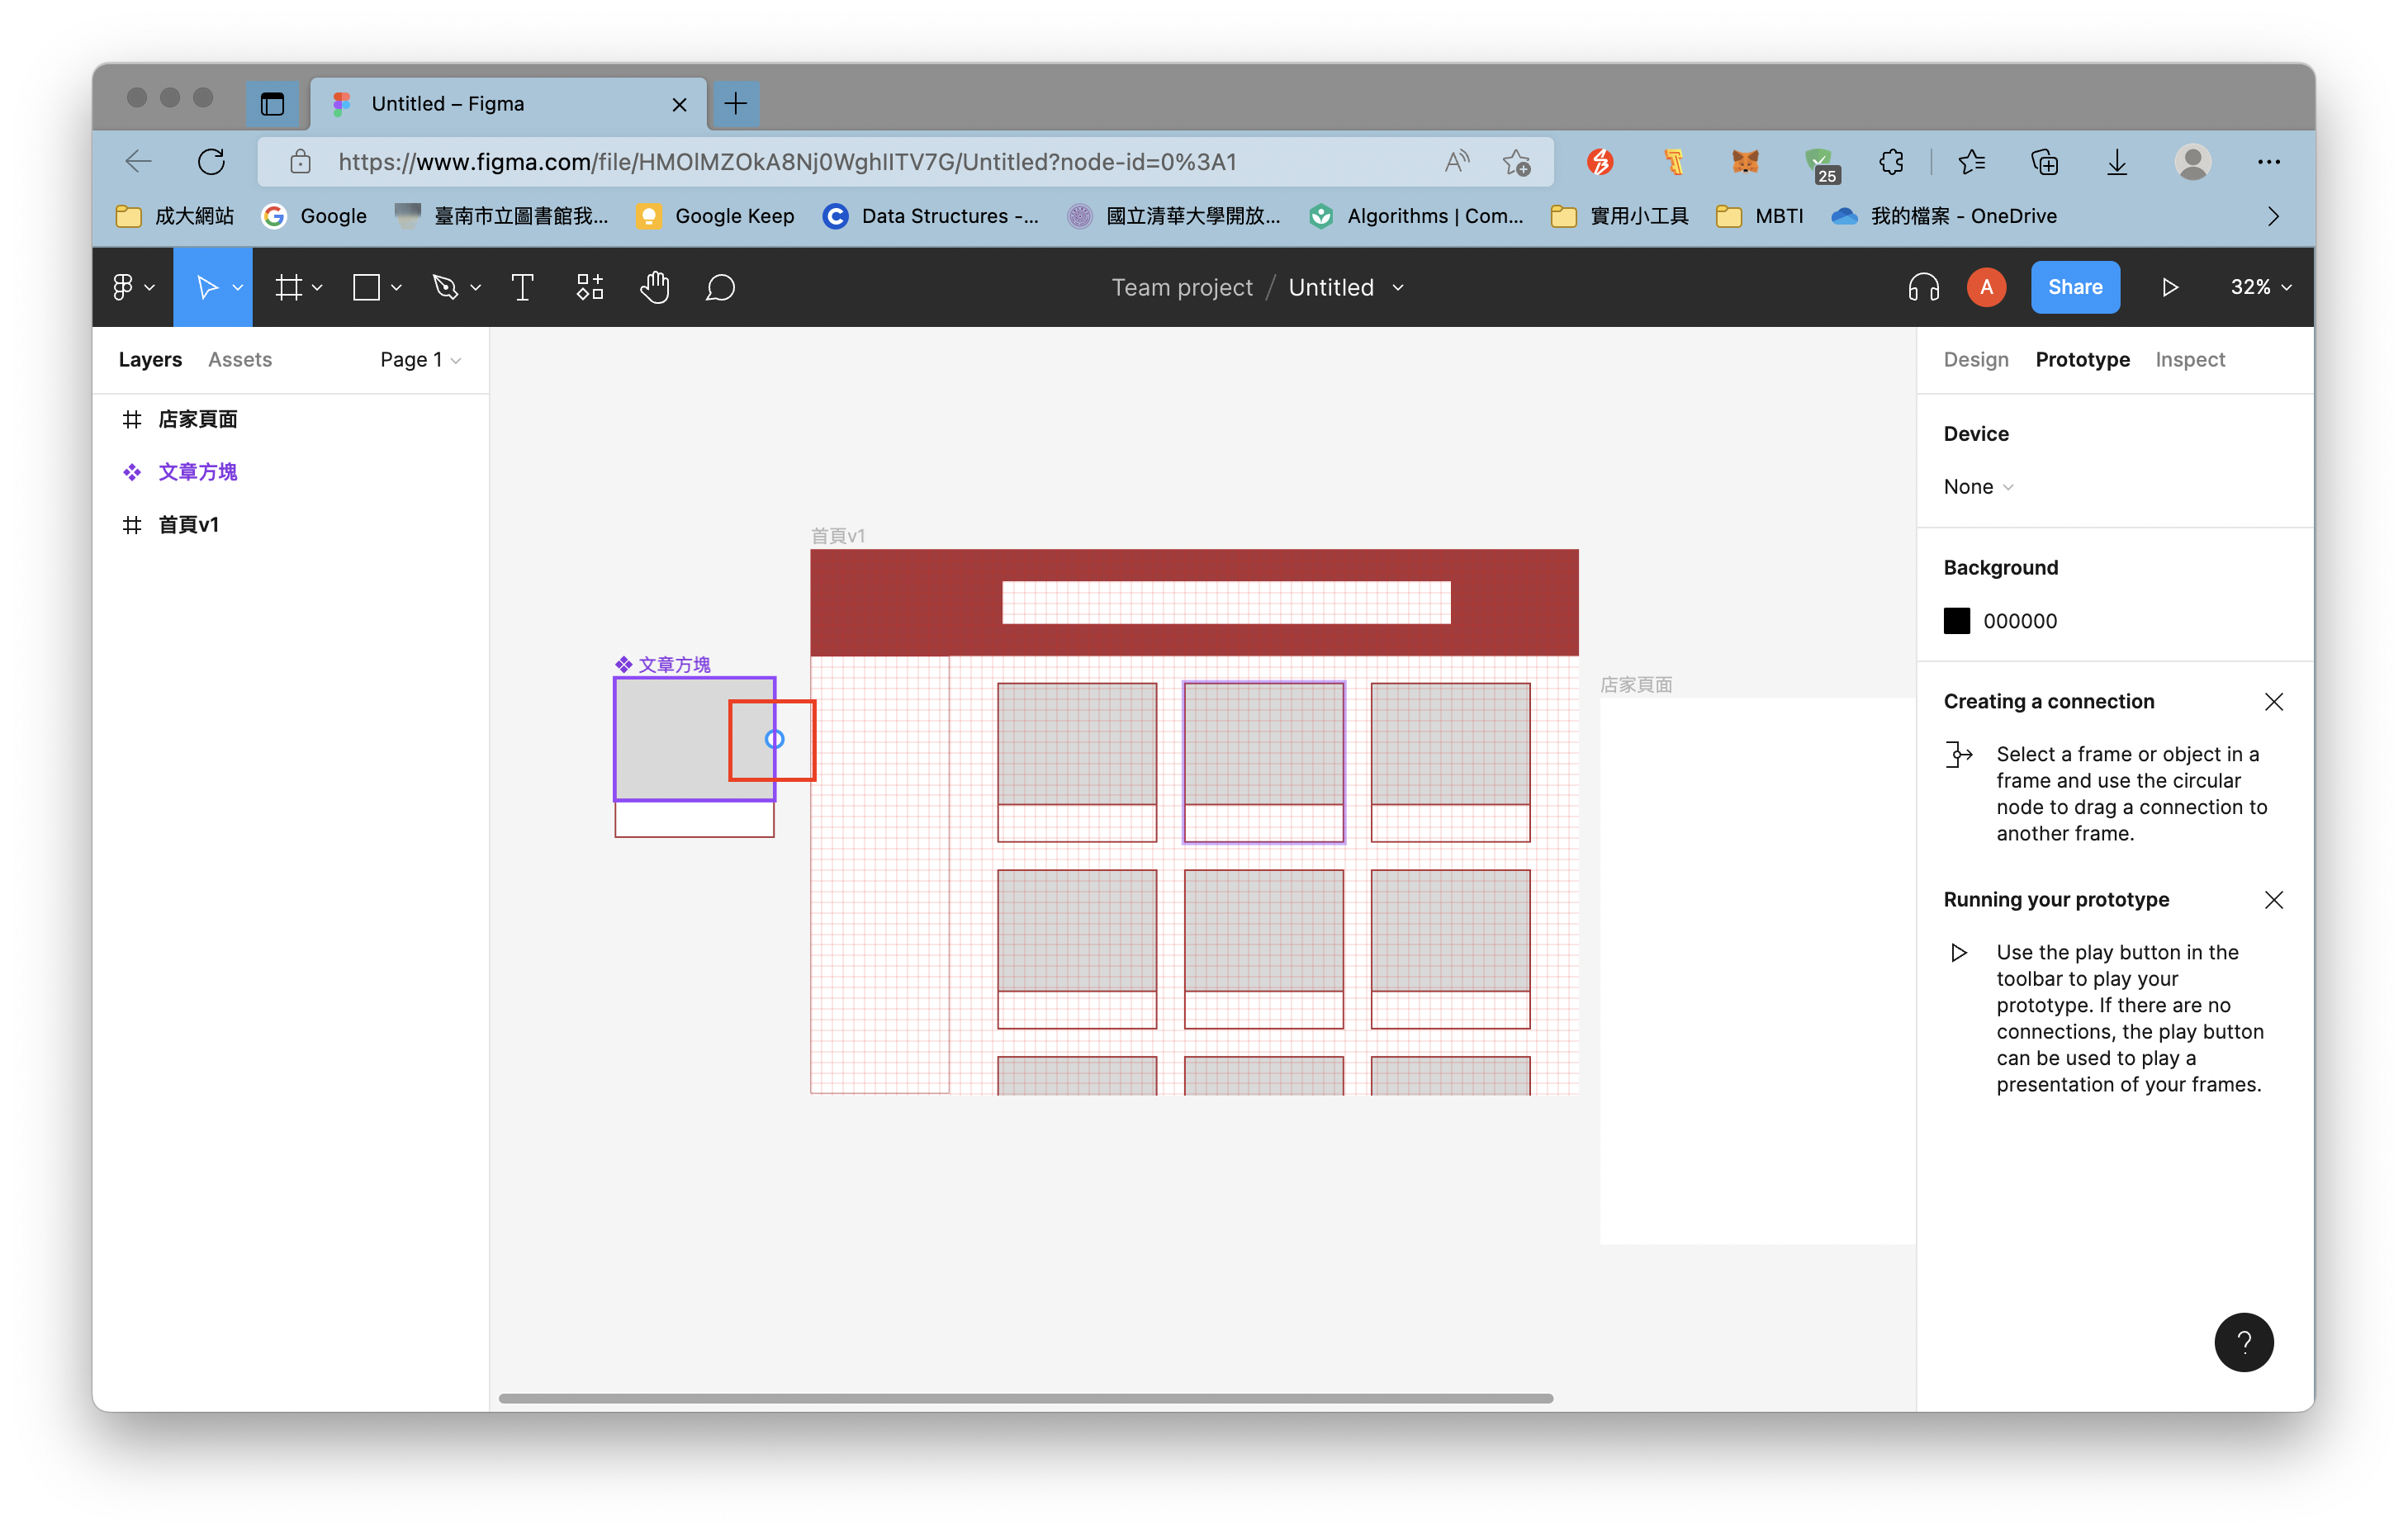 Untitled – Figma
https://www.figma.com/file/HMOlMZOkA8Nj0WghIITV7G/Untitled?node-id=0%3A1
25
成大網站
Google
臺南市立圖書館我...
Google Keep
Data Structures -...
國立清華大學開放...
Algorithms | Com...
實用小工具
MBTI
我的檔案 - OneDrive
Team project / Untitled
A
Share
32%
Layers
Assets
Page 1
店家頁面
文章方塊
首頁v1
首頁v1
文章方塊
店家頁面
Design
Prototype
Inspect
Device
None
Background
000000
Creating a connection
Select a frame or object in a
frame and use the circular
node to drag a connection to
another frame.
Running your prototype
Use the play button in the
toolbar to play your
prototype. If there are no
connections, the play button
can be used to play a
presentation of your frames.
?